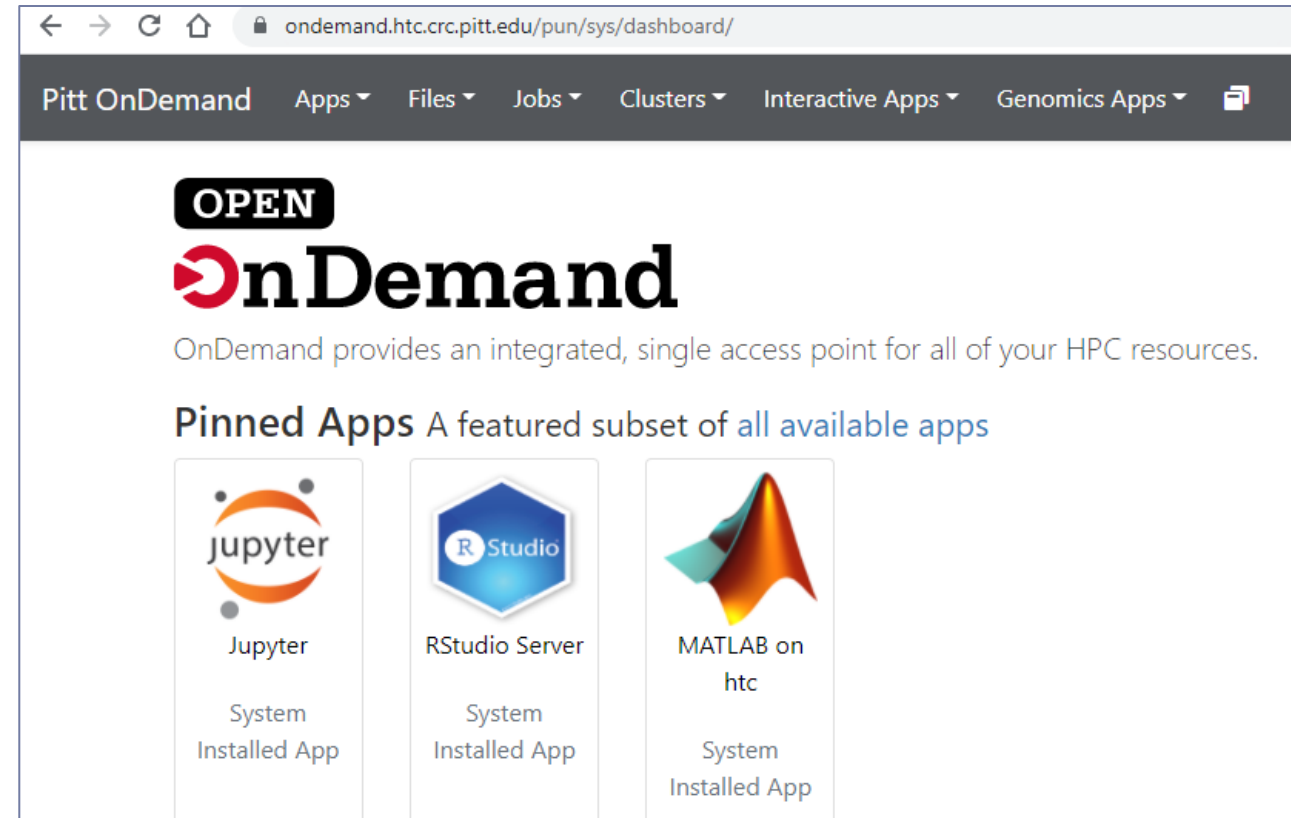 ondemand.htc.crc.pitt.edu/pun/sys/dashboard/
Pitt OnDemand Apps Files Jobs Clusters Interactive Apps Genomics Apps
OPEN
OnDemand
OnDemand provides an integrated, single access point for all of your HPC resources.
Pinned Apps A featured subset of all available apps
jupyter
Jupyter
System
Installed App
R Studio
RStudio Server
System
Installed App
MATLAB on
htc
System
Installed App